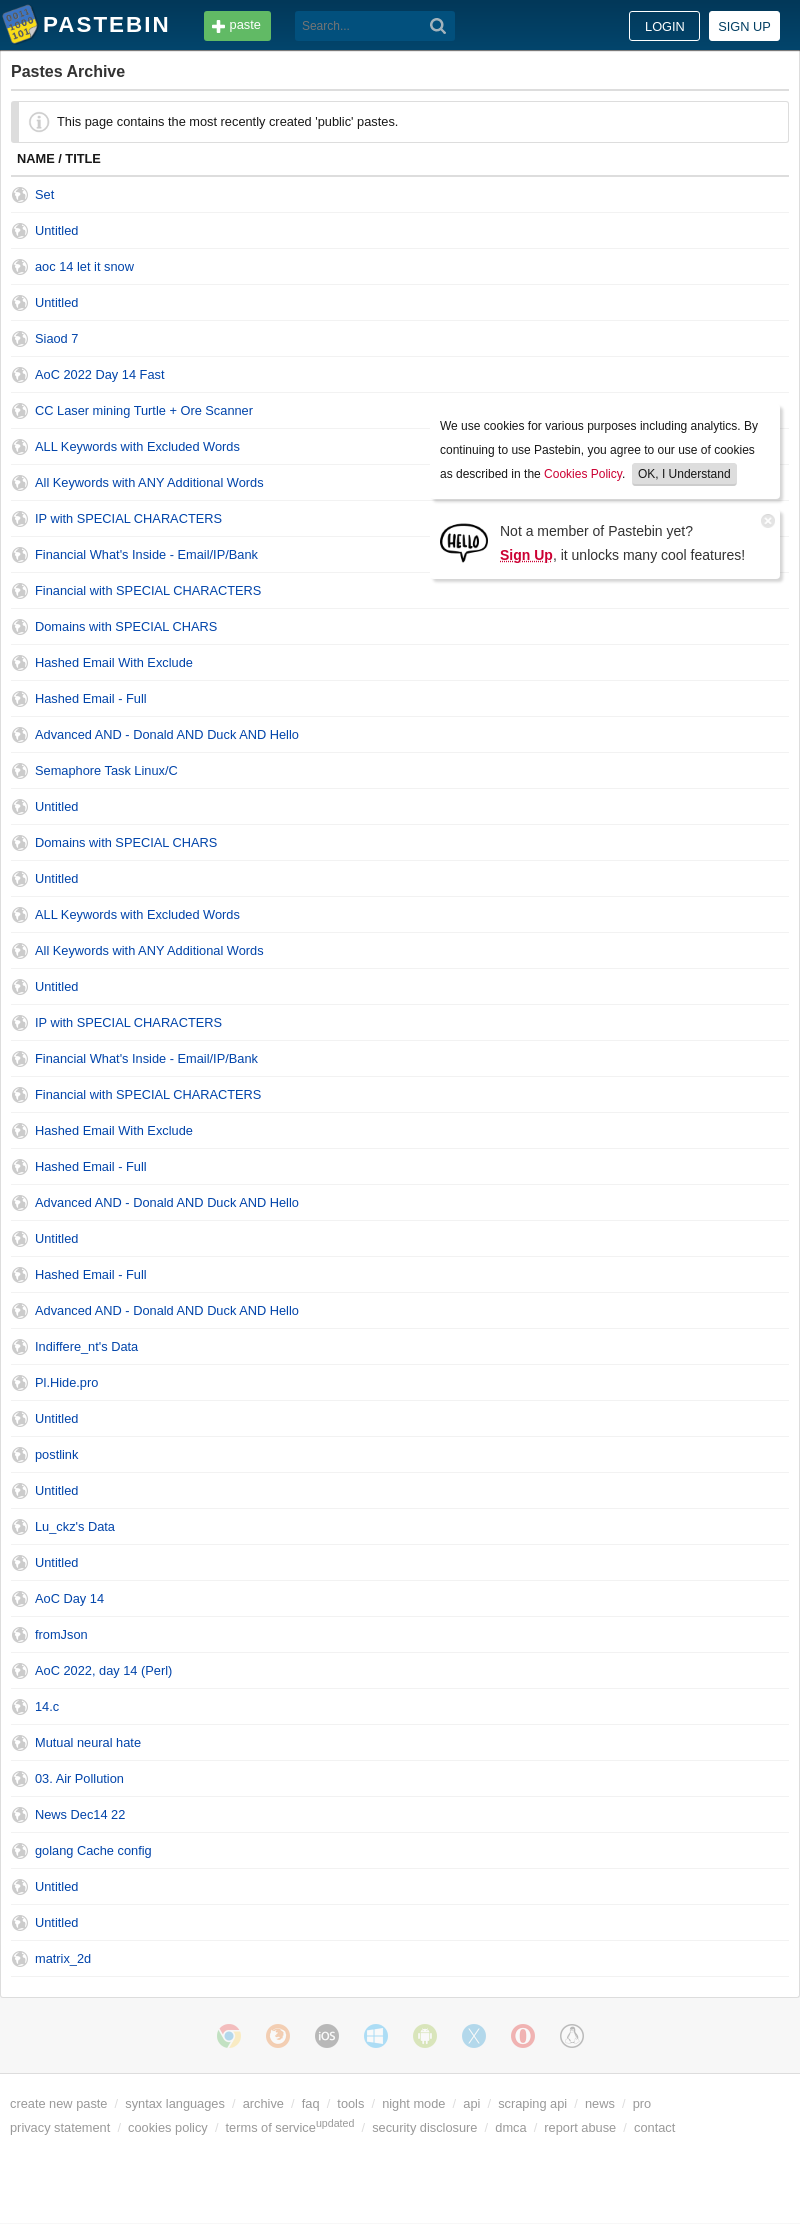 PASTEBIN paste Search... LOGIN SIGN UP
Pastes Archive
This page contains the most recently created 'public' pastes.
NAME / TITLE
Set
Untitled
aoc 14 let it snow
Untitled
Siaod 7
AoC 2022 Day 14 Fast
CC Laser mining Turtle + Ore Scanner
ALL Keywords with Excluded Words
All Keywords with ANY Additional Words
IP with SPECIAL CHARACTERS
Financial What's Inside - Email/IP/Bank
Financial with SPECIAL CHARACTERS
We use cookies for various purposes including analytics. By
continuing to use Pastebin, you agree to our use of cookies
as described in the Cookies Policy. OK, I Understand
HELLO
Not a member of Pastebin yet?
Sign Up, it unlocks many cool features!
Domains with SPECIAL CHARS
Hashed Email With Exclude
Hashed Email - Full
Advanced AND - Donald AND Duck AND Hello
Semaphore Task Linux/C
Untitled
Domains with SPECIAL CHARS
Untitled
ALL Keywords with Excluded Words
All Keywords with ANY Additional Words
Untitled
IP with SPECIAL CHARACTERS
Financial What's Inside - Email/IP/Bank
Financial with SPECIAL CHARACTERS
Hashed Email With Exclude
Hashed Email - Full
Advanced AND - Donald AND Duck AND Hello
Untitled
Hashed Email - Full
Advanced AND - Donald AND Duck AND Hello
Indiffere_nt's Data
Pl.Hide.pro
Untitled
postlink
Untitled
Lu_ckz's Data
Untitled
AoC Day 14
fromJson
AoC 2022, day 14 (Perl)
14.c
Mutual neural hate
03. Air Pollution
News Dec14 22
golang Cache config
Untitled
Untitled
matrix_2d
iOS
create new paste / syntax languages / archive / faq / tools / night mode / api / scraping api / news / pro
privacy statement / cookies policy / terms of serviceupdated / security disclosure / dmca / report abuse / contact